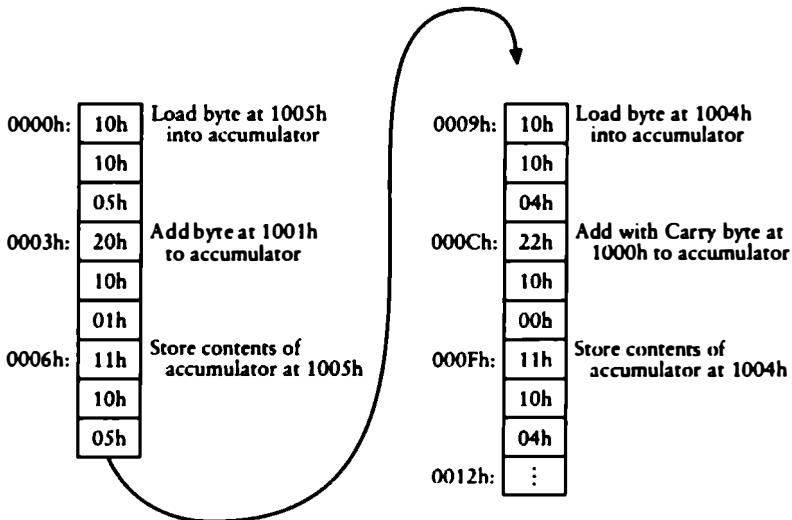 0000h: 10h Load byte at 1005h
into accumulator
10h
05h
0003h: 20h Add byte at 1001h
to accumulator
10h
01h
0006h: 11h Store contents of
accumulator at 1005h
10h
05h
0009h: 10h Load byte at 1004h
into accumulator
10h
04h
000Ch: 22h Add with Carry byte at
1000h to accumulator
10h
00h
000Fh: 11h Store contents of
accumulator at 1004h
10h
04h
0012h: ⋮